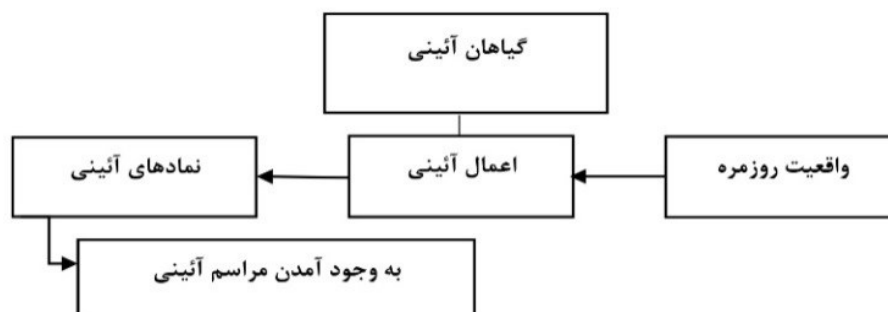 گیاهان آئینی
واقعیت روزمره
اعمال آئینی
نمادهای آئینی
به وجود آمدن مراسم آئینی